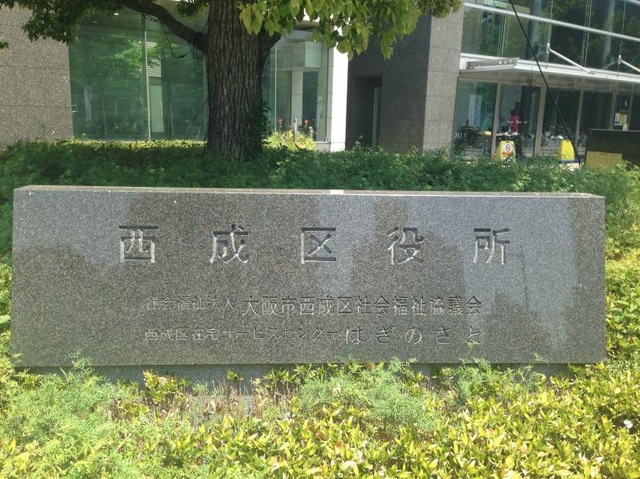 西成区役所
社会福祉法人 大阪市西成区社会福祉協議会
西成区在宅サービスセンター はぎのさと